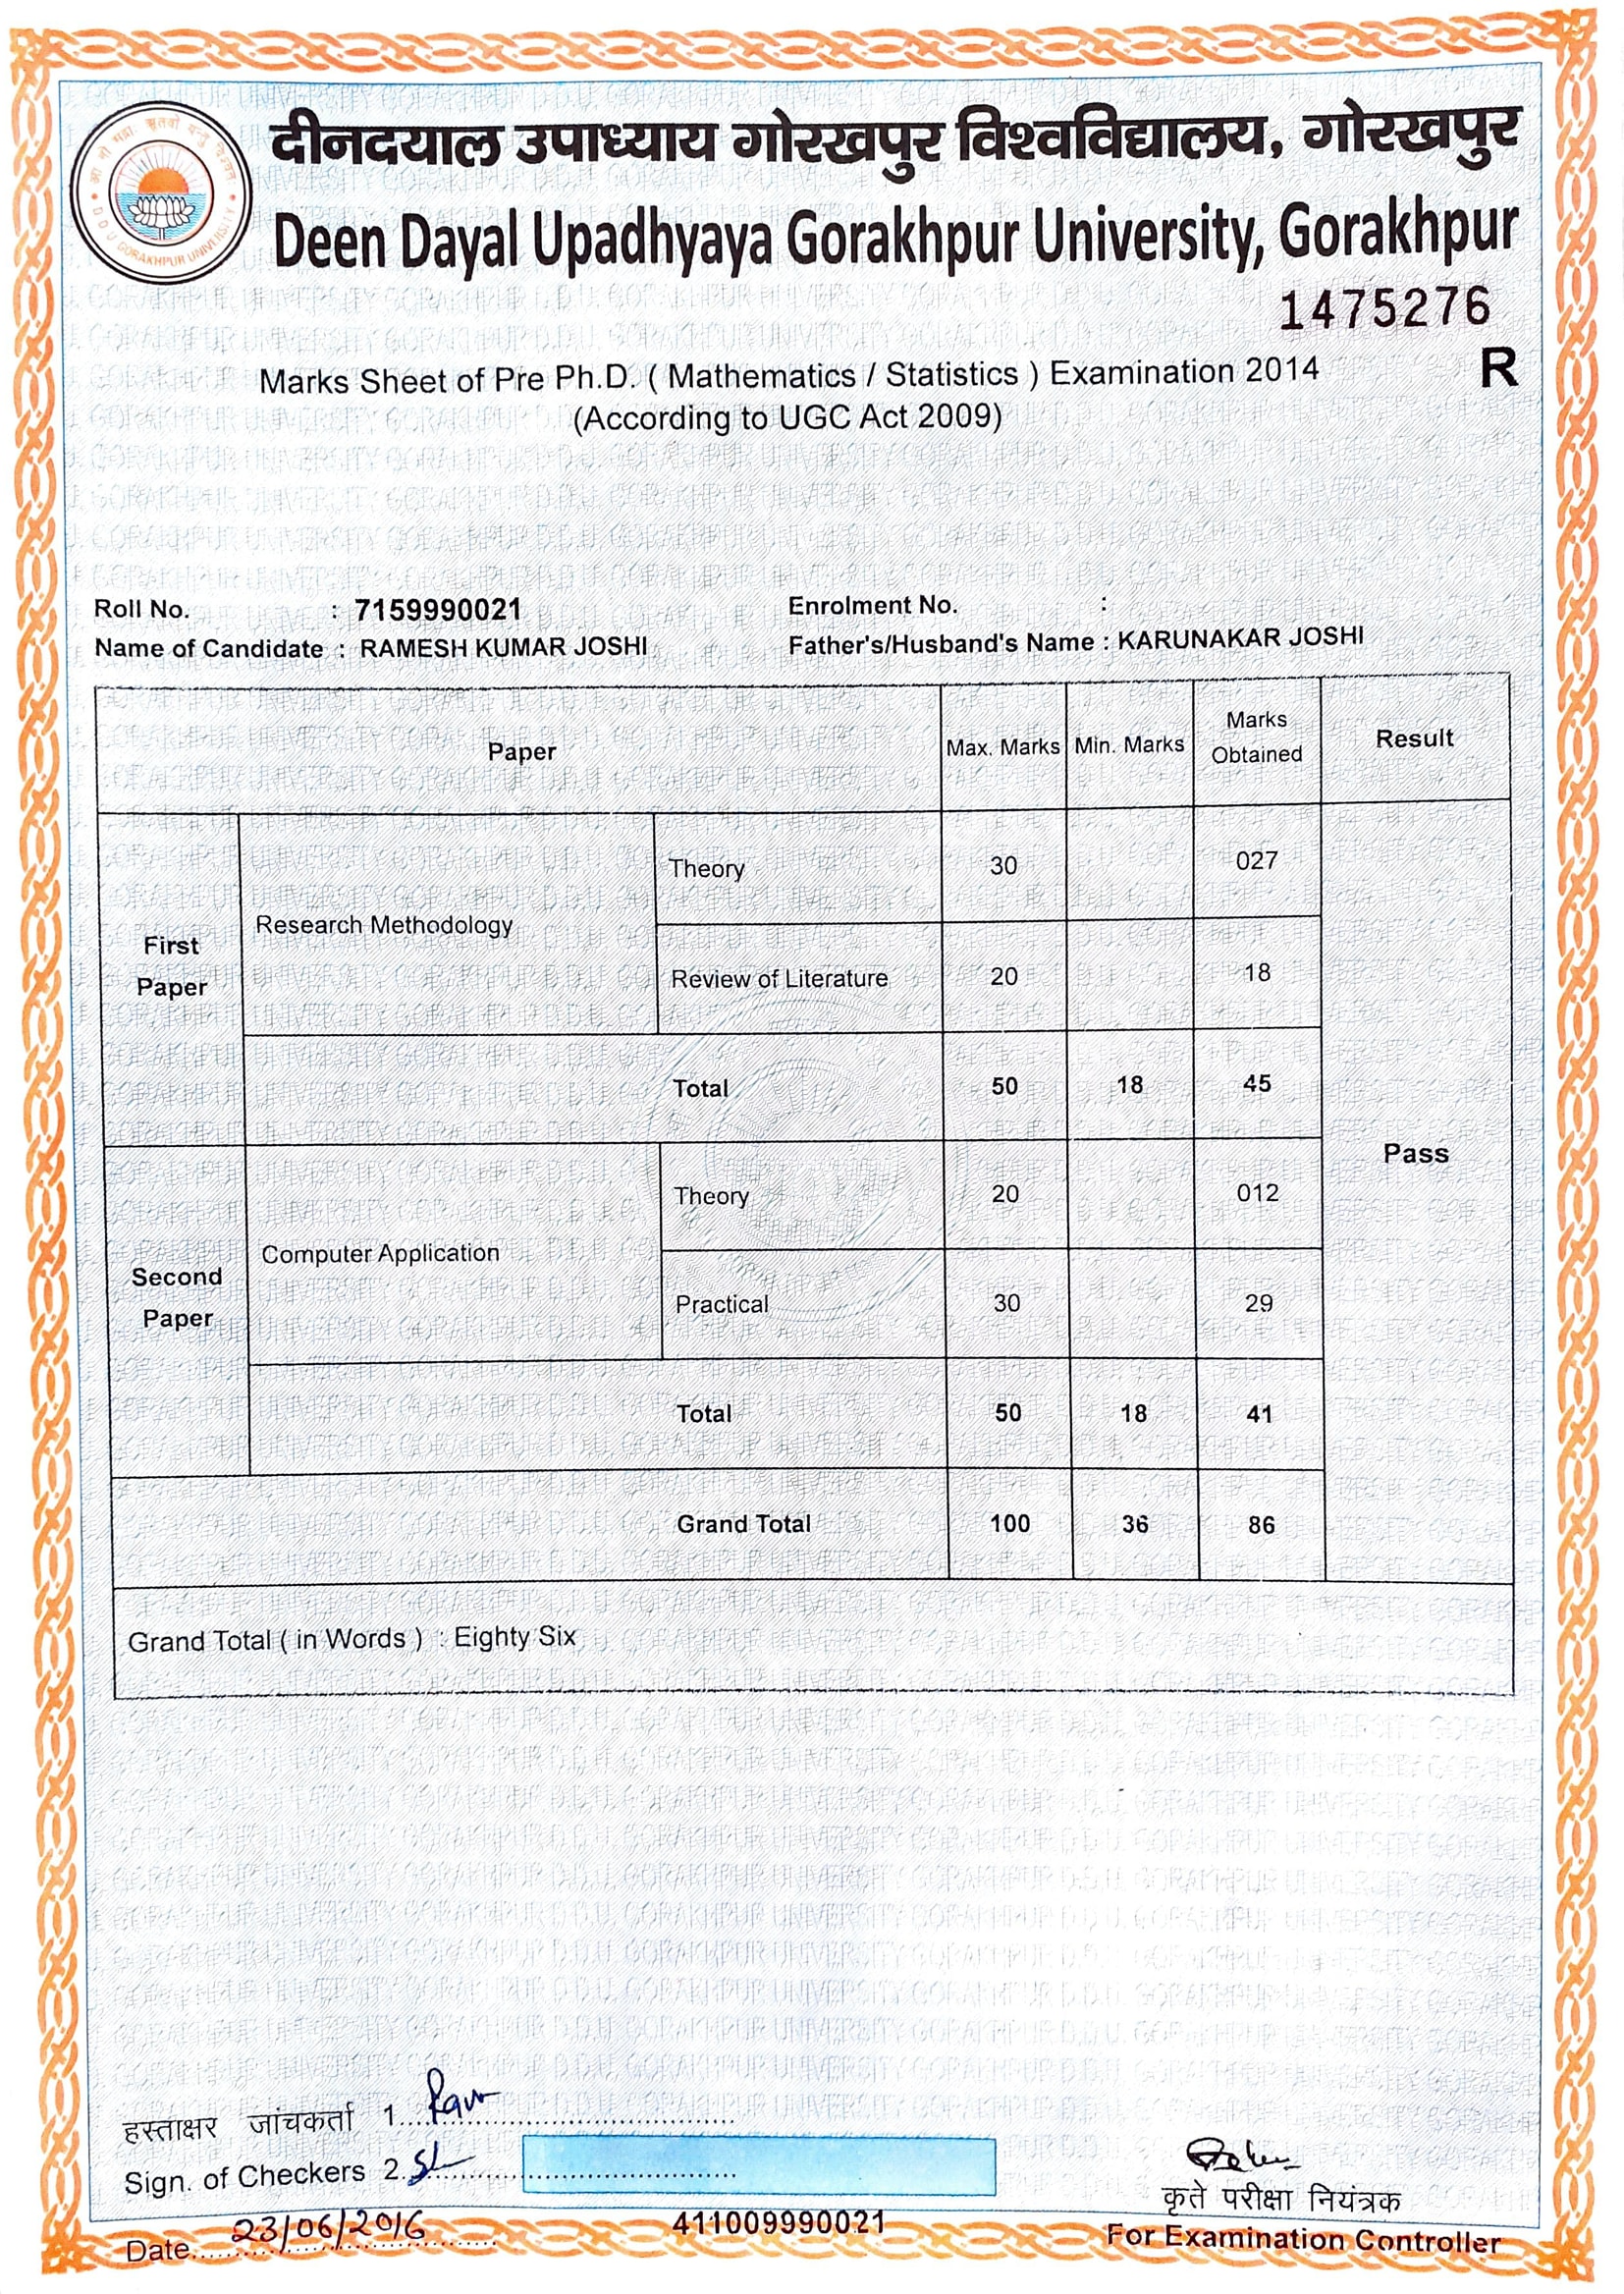 दीनदयाल उपाध्याय गोरखपुर विश्वविद्यालय, गोरखपुर
Deen Dayal Upadhyaya Gorakhpur University, Gorakhpur
D D U GORAKHPUR UNIVERSITY
1475276
R
Marks Sheet of Pre Ph.D. ( Mathematics / Statistics ) Examination 2014
(According to UGC Act 2009)
Roll No. : 7159990021 Enrolment No. :
Name of Candidate : RAMESH KUMAR JOSHI Father's/Husband's Name : KARUNAKAR JOSHI
Paper Max. Marks Min. Marks Marks Obtained Result
First Paper Research Methodology Theory 30 027
Review of Literature 20 18
Total 50 18 45
Pass
Second Paper Computer Application Theory 20 012
Practical 30 29
Total 50 18 41
Grand Total 100 36 86
Grand Total ( in Words ) : Eighty Six
हस्ताक्षर जांचकर्ता 1
Sign. of Checkers 2.
कृते परीक्षा नियंत्रक
Date 23/06/2016 411009990021 For Examination Controller